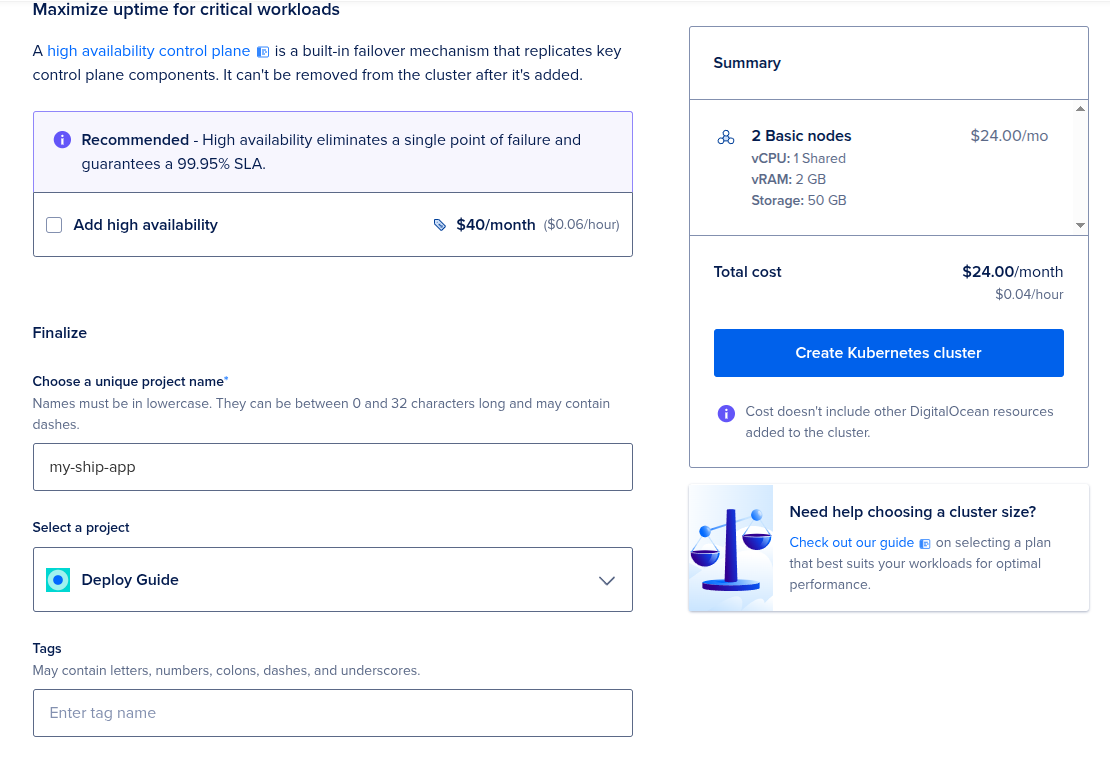 Maximize uptime for critical workloads
A high availability control plane is a built-in failover mechanism that replicates key
control plane components. It can't be removed from the cluster after it's added.
Recommended - High availability eliminates a single point of failure and
guarantees a 99.95% SLA.
Add high availability $40/month ($0.06/hour)
Finalize
Choose a unique project name*
Names must be in lowercase. They can be between 0 and 32 characters long and may contain
dashes.
my-ship-app
Select a project
Deploy Guide
Tags
May contain letters, numbers, colons, dashes, and underscores.
Enter tag name
Summary
2 Basic nodes $24.00/mo
vCPU: 1 Shared
vRAM: 2 GB
Storage: 50 GB
Total cost $24.00/month
$0.04/hour
Create Kubernetes cluster
Cost doesn't include other DigitalOcean resources
added to the cluster.
Need help choosing a cluster size?
Check out our guide on selecting a plan
that best suits your workloads for optimal
performance.